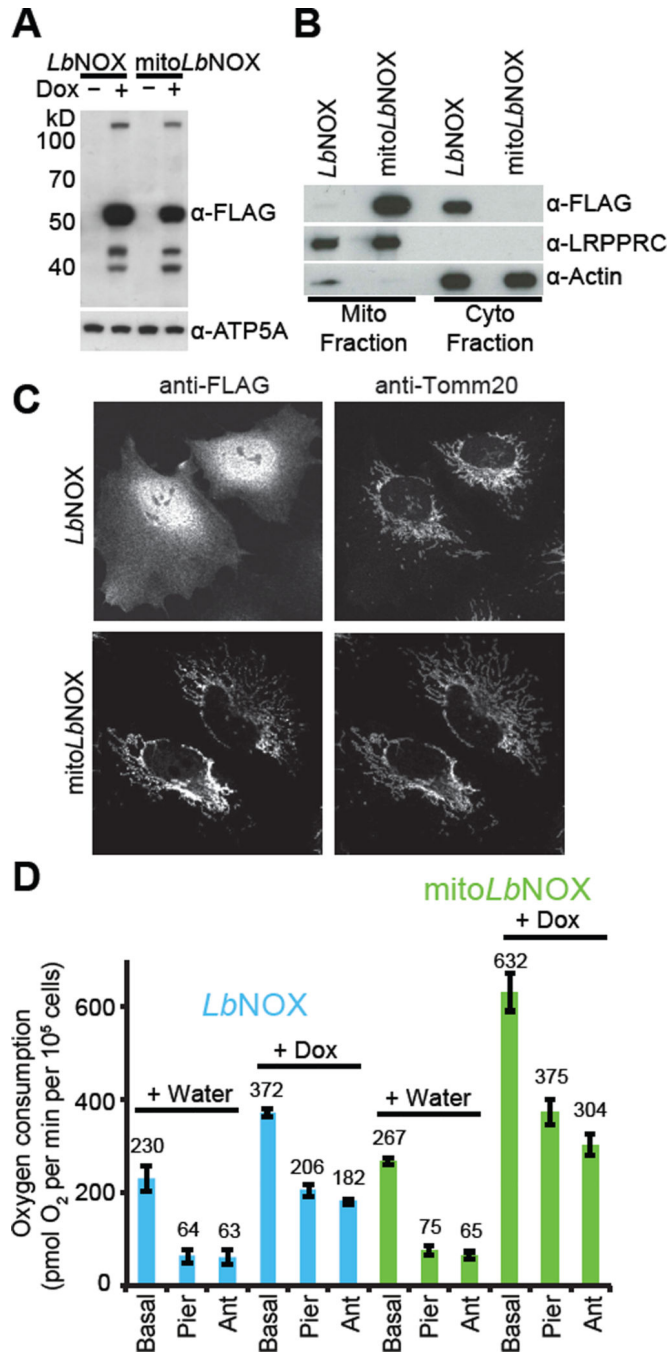 A
LbNOX mitoLbNOX
Dox − + − +
kD
100
70
50
40
α-FLAG
α-ATP5A
B
LbNOX
mitoLbNOX
LbNOX
mitoLbNOX
α-FLAG
α-LRPPRC
α-Actin
Mito
Fraction
Cyto
Fraction
C
anti-FLAG
anti-Tomm20
LbNOX
mitoLbNOX
D
mitoLbNOX
+ Dox
LbNOX
+ Dox
+ Water
+ Water
Oxygen consumption
(pmol O₂ per min per 10⁵ cells)
600
400
200
0
230
64
63
372
206
182
267
75
65
632
375
304
Basal
Pier
Ant
Basal
Pier
Ant
Basal
Pier
Ant
Basal
Pier
Ant